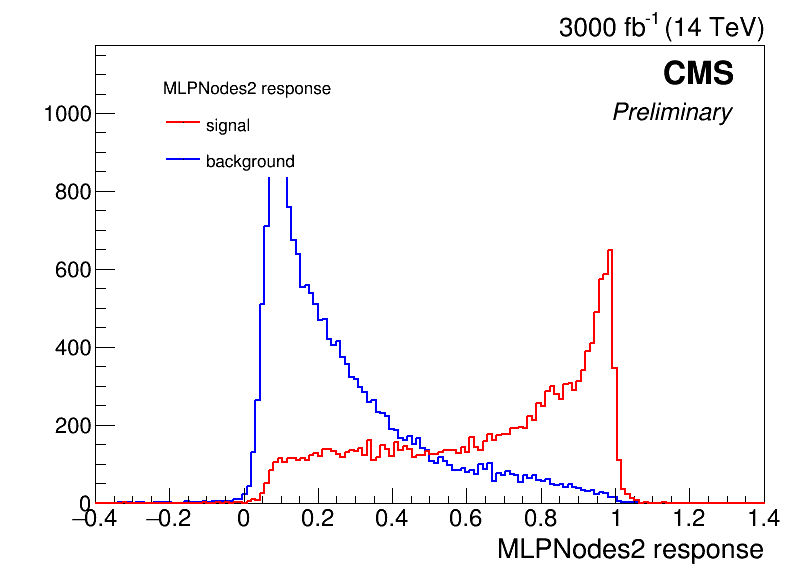 3000 fb-1 (14 TeV)
CMS
Preliminary
MLPNodes2 response
signal
background
1000
800
600
400
200
0
−0.4 −0.2 0 0.2 0.4 0.6 0.8 1 1.2 1.4
MLPNodes2 response